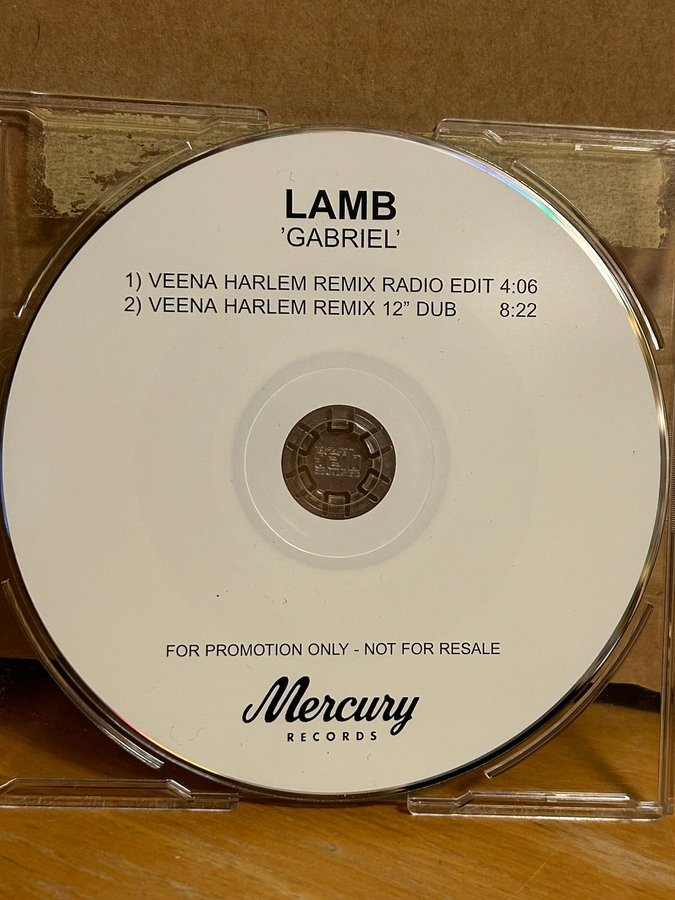 LAMB
’GABRIEL’
1) VEENA HARLEM REMIX RADIO EDIT 4:06
2) VEENA HARLEM REMIX 12” DUB 8:22
FOR PROMOTION ONLY - NOT FOR RESALE
Mercury
RECORDS